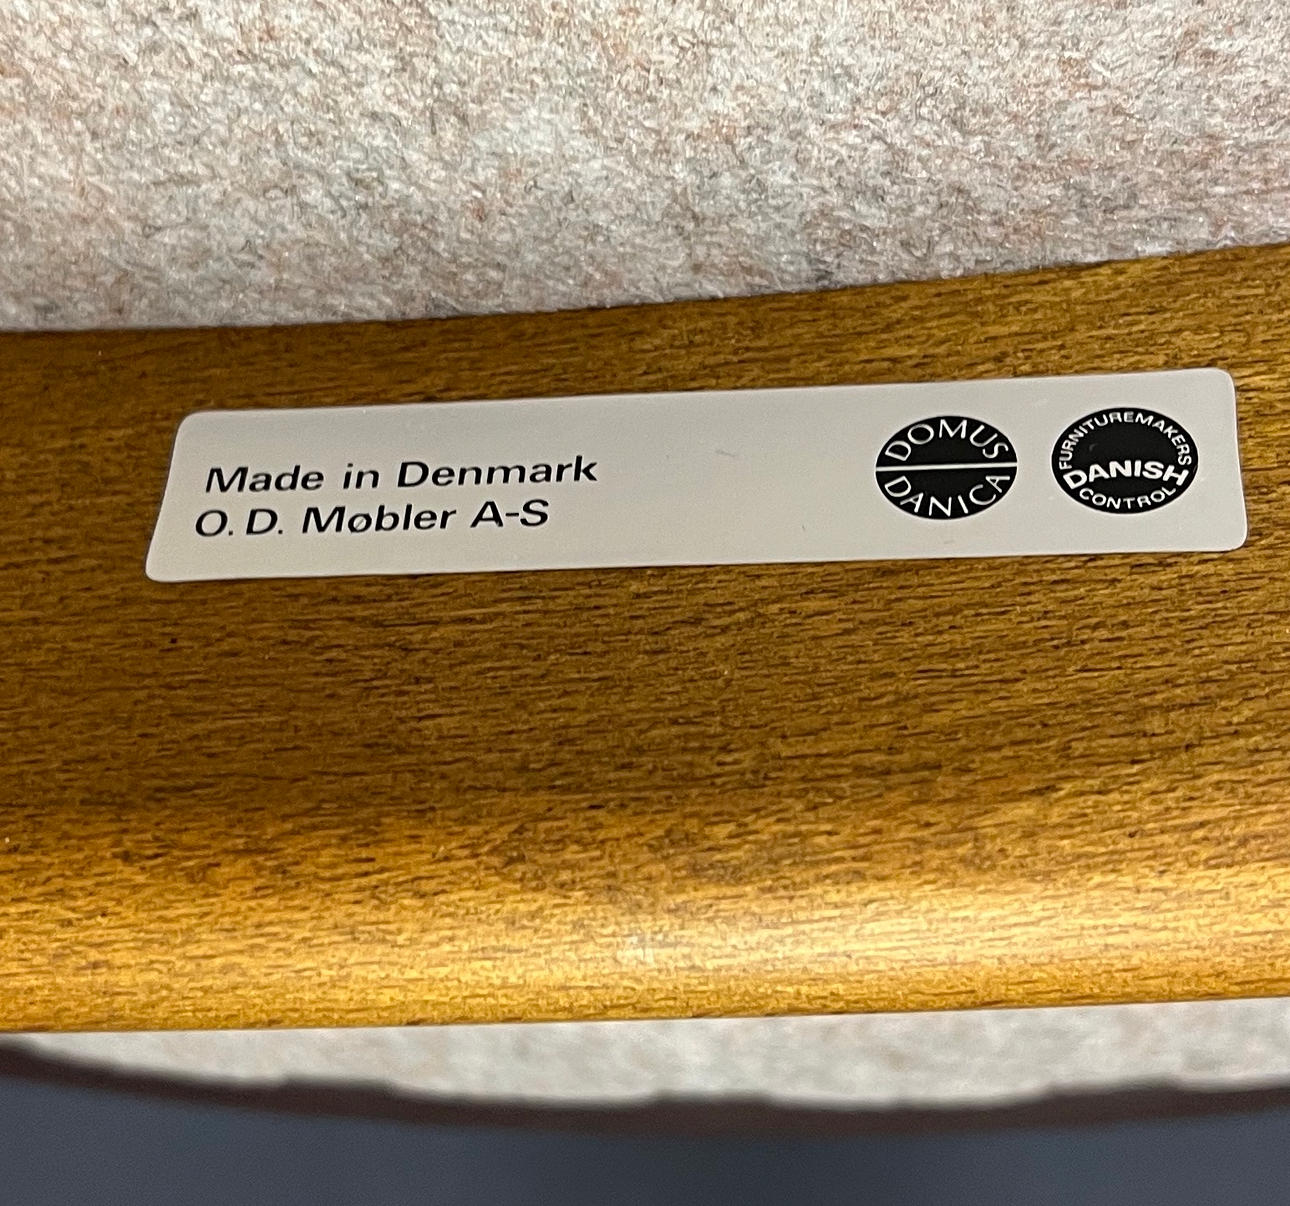 Made in Denmark
O. D. Møbler A-S
DOMUS
DANICA
FURNITUREMAKERS
DANISH
CONTROL